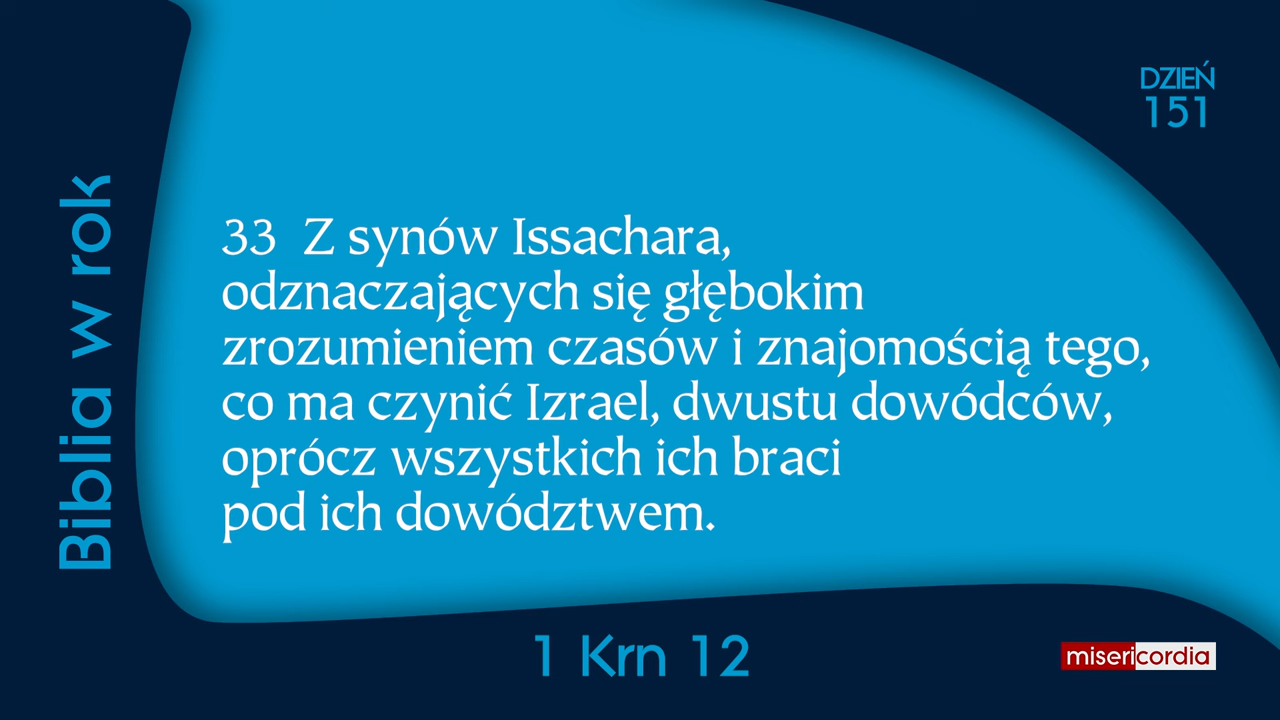 DZIEŃ
151
Biblia w rok
33 Z synów Issachara,
odznaczających się głębokim
zrozumieniem czasów i znajomością tego,
co ma czynić Izrael, dwustu dowódców,
oprócz wszystkich ich braci
pod ich dowództwem.
1 Krn 12
misericordia